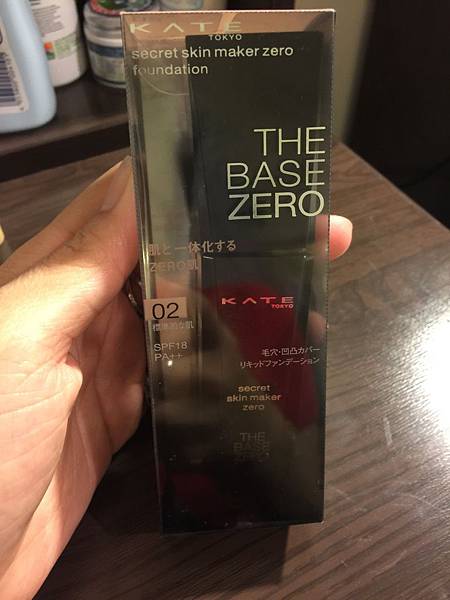 KATE
TOKYO
secret skin maker zero
foundation
THE
BASE
ZERO
肌と一体化する
ZERO肌
02
標準的な肌
SPF18
PA++
KATE
TOKYO
毛穴・凹凸カバー
リキッドファンデーション
secret
skin maker
zero
THE
BASE
ZERO